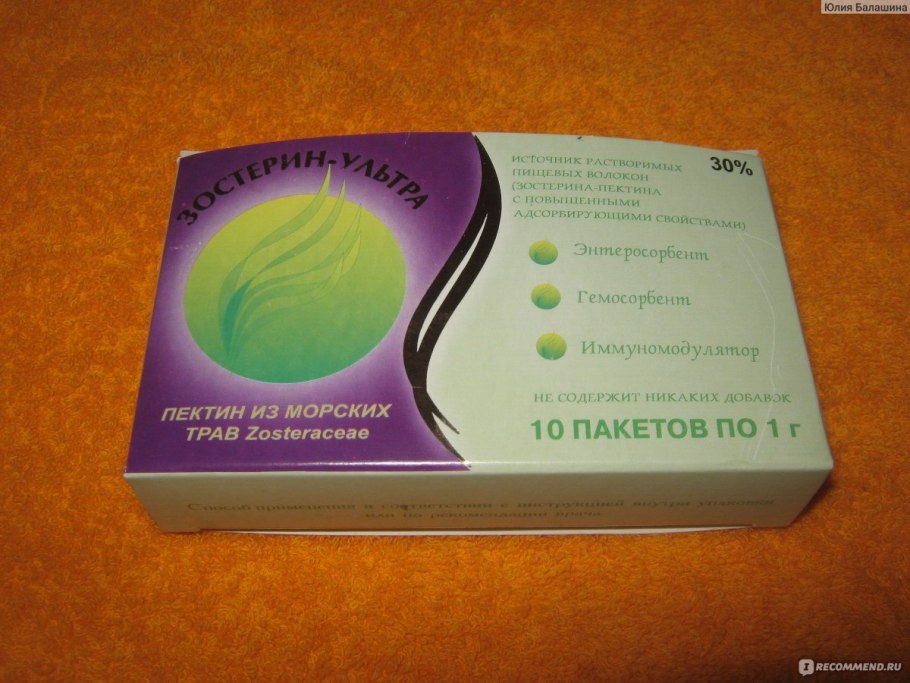 Юлия Балашина
ЗОСТЕРИН-УЛЬТРА
ПЕКТИН ИЗ МОРСКИХ
ТРАВ Zosteraceae
30%
ИСТОЧНИК РАСТВОРИМЫХ
ПИЩЕВЫХ ВОЛОКОН
(ЗОСТЕРИНА-ПЕКТИНА
С ПОВЫШЕННЫМИ
АДСОРБИРУЮЩИМИ СВОЙСТВАМИ)
Энтеросорбент
Гемосорбент
Иммуномодулятор
НЕ СОДЕРЖИТ НИКАКИХ ДОБАВОК
10 ПАКЕТОВ ПО 1 г
Способ применения в соответствии с инструкцией внутри упаковки
или по рекомендации врача
IRECOMMEND.RU